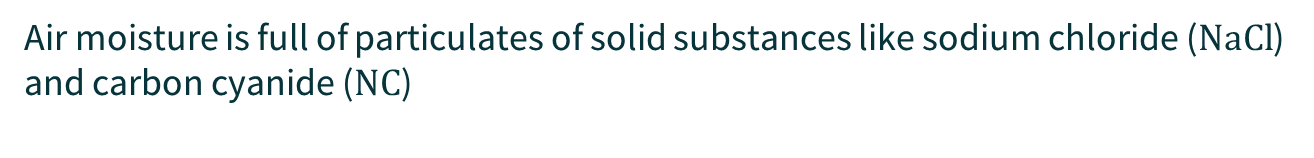 Air moisture is full of particulates of solid substances like sodium chloride (NaCl)
and carbon cyanide (NC)